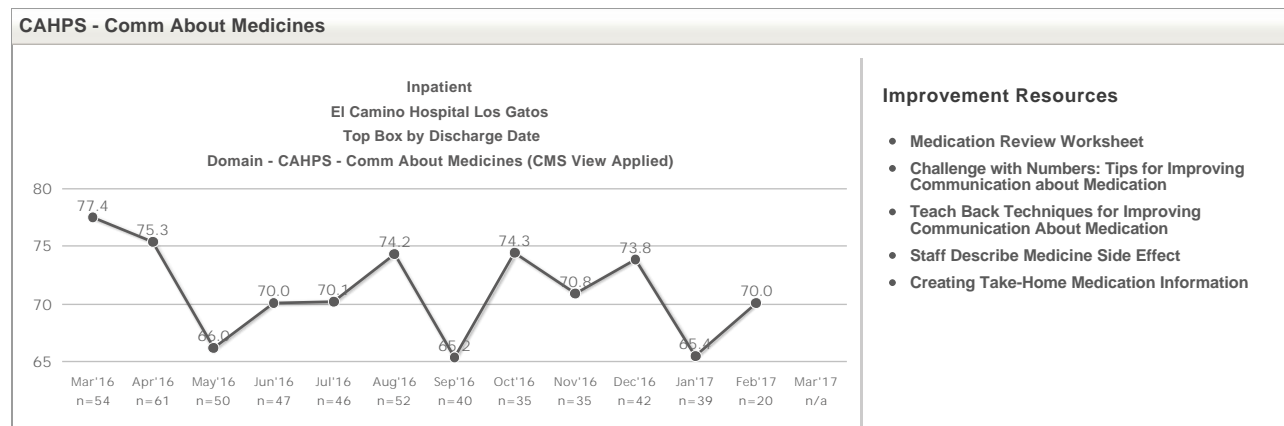 CAHPS - Comm About Medicines
Inpatient
El Camino Hospital Los Gatos
Top Box by Discharge Date
Domain - CAHPS - Comm About Medicines (CMS View Applied)
80
75
70
65
77.4
75.3
66.0
70.0
70.1
74.2
65.2
74.3
70.8
73.8
65.4
70.0
Mar'16 Apr'16 May'16 Jun'16 Jul'16 Aug'16 Sep'16 Oct'16 Nov'16 Dec'16 Jan'17 Feb'17 Mar'17
n=54 n=61 n=50 n=47 n=46 n=52 n=40 n=35 n=35 n=42 n=39 n=20 n/a
Improvement Resources
Medication Review Worksheet
Challenge with Numbers: Tips for Improving
Communication about Medication
Teach Back Techniques for Improving
Communication About Medication
Staff Describe Medicine Side Effect
Creating Take-Home Medication Information